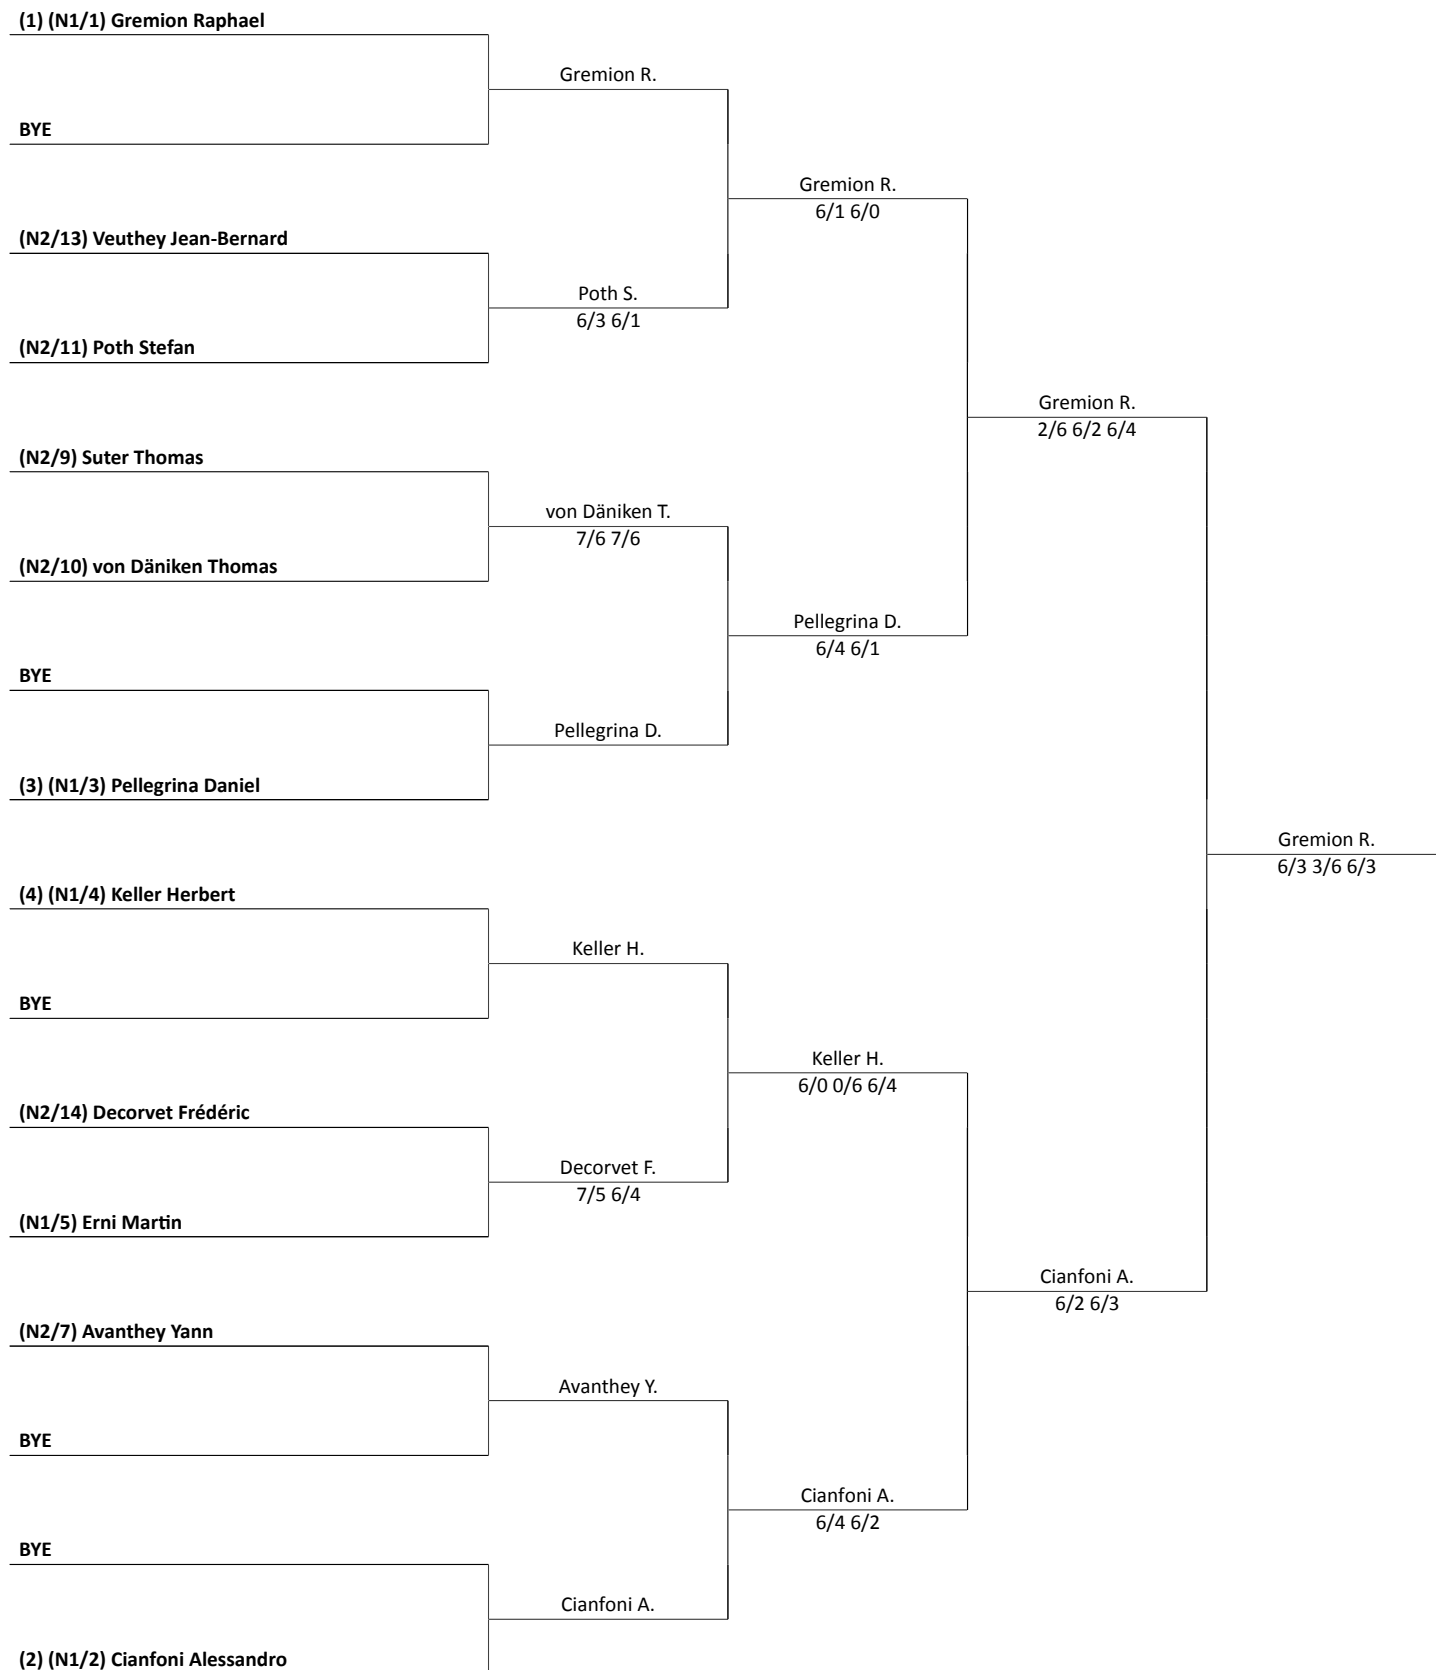 (1) (N1/1) Gremion Raphael
Gremion R.
BYE
Gremion R.
6/1 6/0
(N2/13) Veuthey Jean-Bernard
Poth S.
6/3 6/1
(N2/11) Poth Stefan
Gremion R.
2/6 6/2 6/4
(N2/9) Suter Thomas
von Däniken T.
7/6 7/6
(N2/10) von Däniken Thomas
Pellegrina D.
6/4 6/1
BYE
Pellegrina D.
(3) (N1/3) Pellegrina Daniel
Gremion R.
6/3 3/6 6/3
(4) (N1/4) Keller Herbert
Keller H.
BYE
Keller H.
6/0 0/6 6/4
(N2/14) Decorvet Frédéric
Decorvet F.
7/5 6/4
(N1/5) Erni Martin
Cianfoni A.
6/2 6/3
(N2/7) Avanthey Yann
Avanthey Y.
BYE
Cianfoni A.
6/4 6/2
BYE
Cianfoni A.
(2) (N1/2) Cianfoni Alessandro